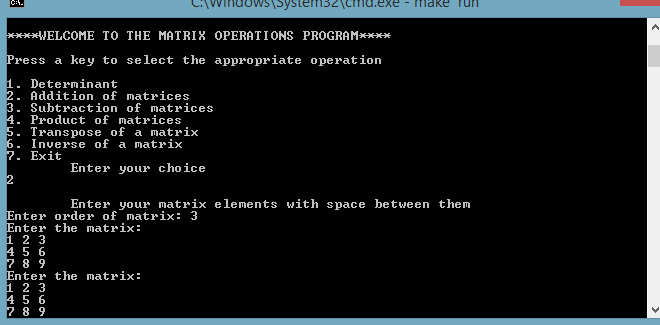 C:\Windows\System32\cmd.exe - make run
****WELCOME TO THE MATRIX OPERATIONS PROGRAM****
Press a key to select the appropriate operation
1. Determinant
2. Addition of matrices
3. Subtraction of matrices
4. Product of matrices
5. Transpose of a matrix
6. Inverse of a matrix
7. Exit
Enter your choice
2
Enter your matrix elements with space between them
Enter order of matrix: 3
Enter the matrix:
1 2 3
4 5 6
7 8 9
Enter the matrix:
1 2 3
4 5 6
7 8 9